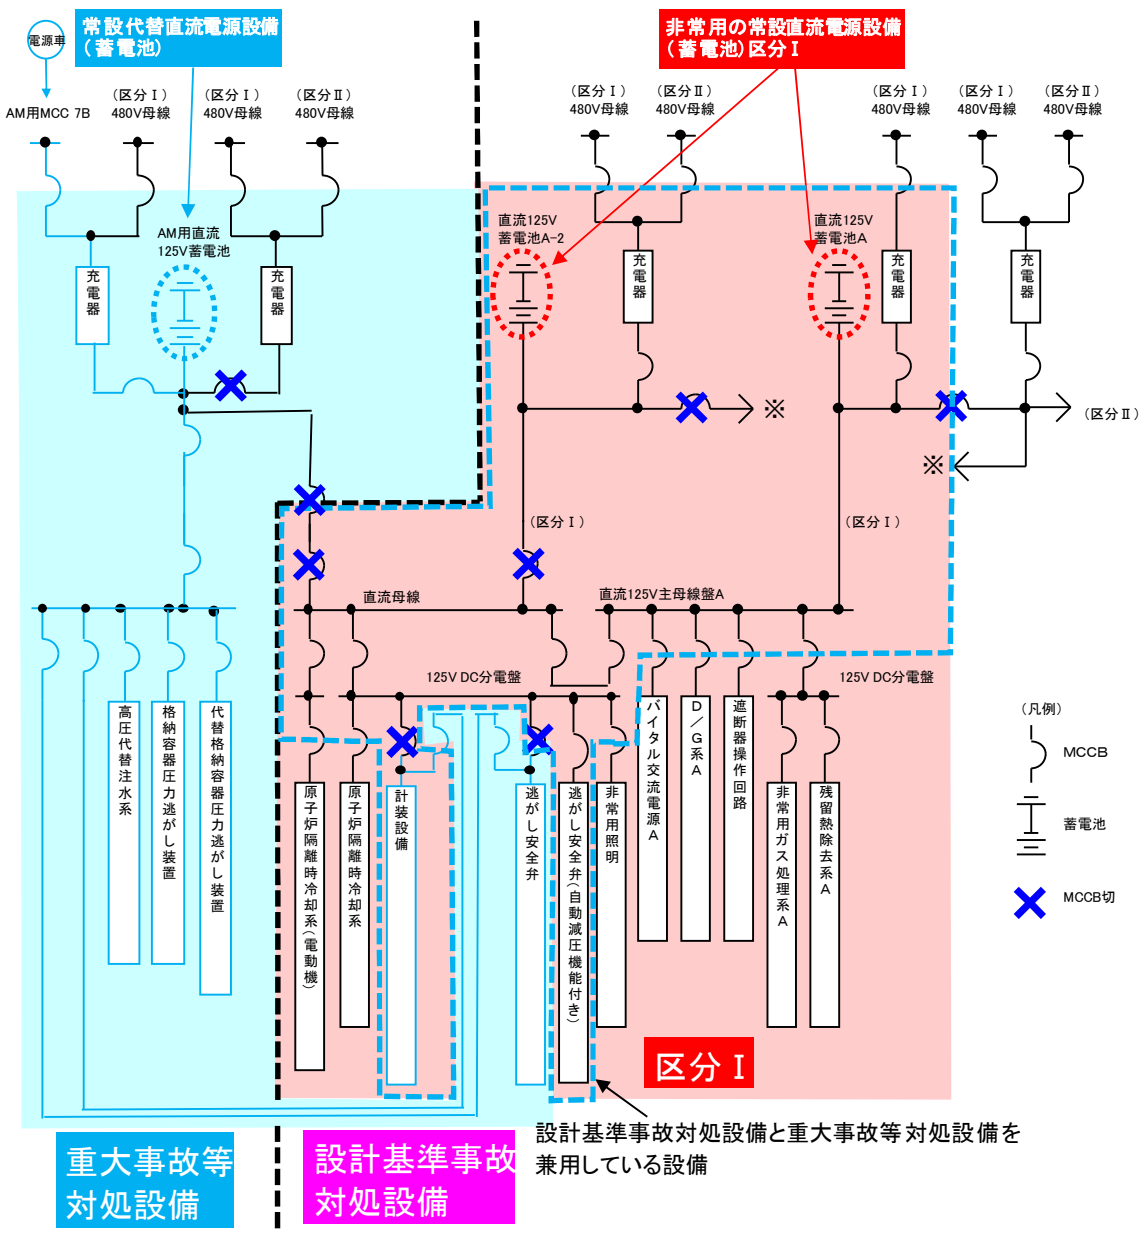 電源車
常設代替直流電源設備
(蓄電池)
非常用の常設直流電源設備
(蓄電池)区分Ⅰ
AM用MCC 7B
(区分Ⅰ)
480V母線
(区分Ⅰ)
480V母線
(区分Ⅱ)
480V母線
(区分Ⅰ)
480V母線
(区分Ⅱ)
480V母線
(区分Ⅰ)
480V母線
(区分Ⅰ)
480V母線
(区分Ⅱ)
480V母線
AM用直流
125V蓄電池
直流125V
蓄電池A-2
直流125V
蓄電池A
充電器
充電器
充電器
充電器
充電器
※
(区分Ⅱ)
※
(区分Ⅰ)
(区分Ⅰ)
直流母線
直流125V主母線盤A
125V DC分電盤
125V DC分電盤
高圧代替注水系
格納容器圧力逃がし装置
代替格納容器圧力逃がし装置
原子炉隔離時冷却系(電動機)
原子炉隔離時冷却系
計装設備
逃がし安全弁
逃がし安全弁(自動減圧機能付き)
非常用照明
バイタル交流電源A
D/G系A
遮断器操作回路
非常用ガス処理系A
残留熱除去系A
(凡例)
MCCB
蓄電池
MCCB切
区分Ⅰ
設計基準事故対処設備と重大事故等対処設備を
兼用している設備
重大事故等
対処設備
設計基準事故
対処設備